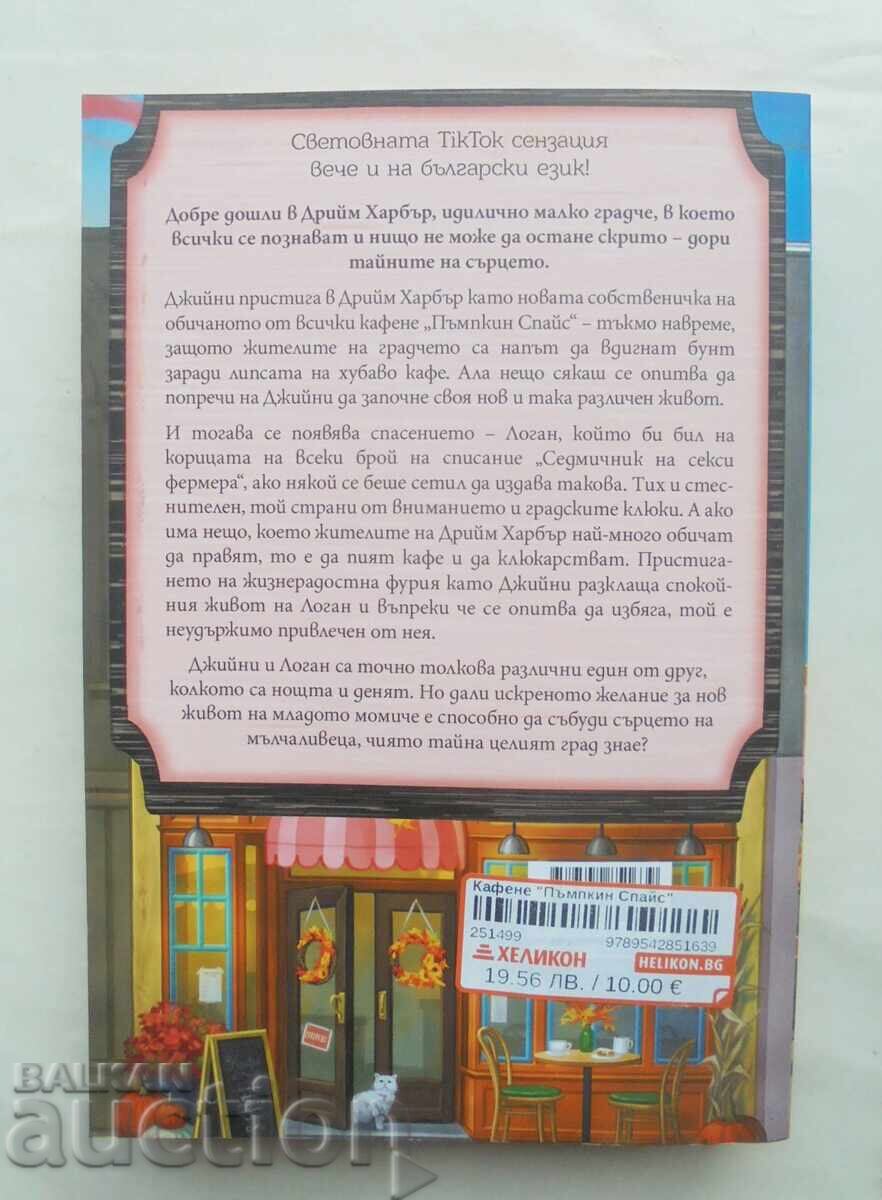 Световната TikTok сензация
вече и на български език!
Добре дошли в Дрийм Харбър, идилично малко градче, в което
всички се познават и нищо не може да остане скрито – дори
тайните на сърцето.
Джийни пристига в Дрийм Харбър като новата собственичка на
обичаното от всички кафене „Пъмпкин Спайс“ – тъкмо навреме,
защото жителите на градчето са напът да вдигнат бунт
заради липсата на хубаво кафе. Ала нещо сякаш се опитва да
попречи на Джийни да започне своя нов и така различен живот.
И тогава се появява спасението – Логан, който би бил на
корицата на всеки брой на списание „Седмичник на секси
фермера“, ако някой се беше сетил да издава такова. Тих и стес-
нителен, той страни от вниманието и градските клюки. А ако
има нещо, което жителите на Дрийм Харбър най-много обичат
да правят, то е да пият кафе и да клюкарстват. Пристига-
нето на жизнерадостна фурия като Джийни разклаща спокой-
ния живот на Логан и въпреки че се опитва да избяга, той е
неудържимо привлечен от нея.
Джийни и Логан са точно толкова различни един от друг,
колкото са нощта и денят. Но дали искреното желание за нов
живот на младото момиче е способно да събуди сърцето на
мълчаливеца, чиято тайна целият град знае?
Кафене "Пъмпкин Спайс"
251499 9789542851639
ХЕЛИКОН HELIKON.BG
19.56 ЛВ. / 10.00 €
BALKAN
auction